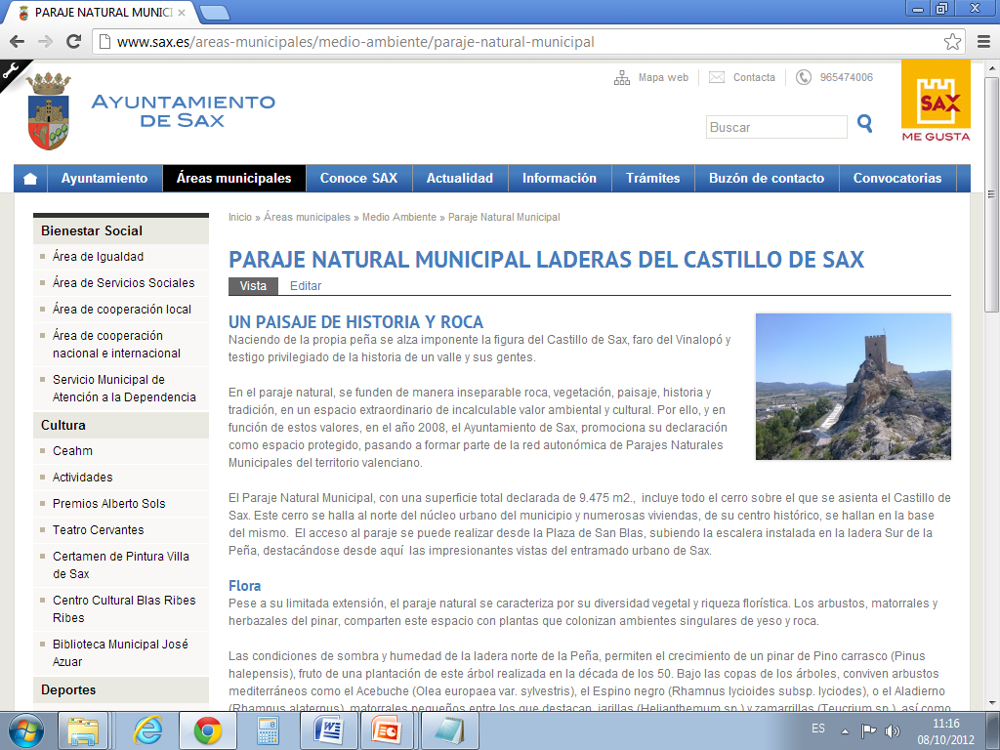 PARAJE NATURAL MUNICI
www.sax.es/areas-municipales/medio-ambiente/paraje-natural-municipal
AYUNTAMIENTO
DE SAX
Mapa web
Contacta
965474006
Buscar
SAX
ME GUSTA
Ayuntamiento
Áreas municipales
Conoce SAX
Actualidad
Información
Trámites
Buzón de contacto
Convocatorias
Bienestar Social
Área de Igualdad
Área de Servicios Sociales
Área de cooperación local
Área de cooperación
nacional e internacional
Servicio Municipal de
Atención a la Dependencia
Cultura
Ceahm
Actividades
Premios Alberto Sols
Teatro Cervantes
Certamen de Pintura Villa
de Sax
Centro Cultural Blas Ribes
Ribes
Biblioteca Municipal José
Azuar
Deportes
Inicio » Áreas municipales » Medio Ambiente » Paraje Natural Municipal
PARAJE NATURAL MUNICIPAL LADERAS DEL CASTILLO DE SAX
Vista
Editar
UN PAISAJE DE HISTORIA Y ROCA
Naciendo de la propia peña se alza imponente la figura del Castillo de Sax, faro del Vinalopó y
testigo privilegiado de la historia de un valle y sus gentes.
En el paraje natural, se funden de manera inseparable roca, vegetación, paisaje, historia y
tradición, en un espacio extraordinario de incalculable valor ambiental y cultural. Por ello, y en
función de estos valores, en el año 2008, el Ayuntamiento de Sax, promociona su declaración
como espacio protegido, pasando a formar parte de la red autonómica de Parajes Naturales
Municipales del territorio valenciano.
El Paraje Natural Municipal, con una superficie total declarada de 9.475 m2., incluye todo el cerro sobre el que se asienta el Castillo de
Sax. Este cerro se halla al norte del núcleo urbano del municipio y numerosas viviendas, de su centro histórico, se hallan en la base
del mismo. El acceso al paraje se puede realizar desde la Plaza de San Blas, subiendo la escalera instalada en la ladera Sur de la
Peña, destacándose desde aquí las impresionantes vistas del entramado urbano de Sax.
Flora
Pese a su limitada extensión, el paraje natural se caracteriza por su diversidad vegetal y riqueza florística. Los arbustos, matorrales y
herbazales del pinar, comparten este espacio con plantas que colonizan ambientes singulares de yeso y roca.
Las condiciones de sombra y humedad de la ladera norte de la Peña, permiten el crecimiento de un pinar de Pino carrasco (Pinus
halepensis), fruto de una plantación de este árbol realizada en la década de los 50. Bajo las copas de los árboles, conviven arbustos
mediterráneos como el Acebuche (Olea europaea var. sylvestris), el Espino negro (Rhamnus lycioides subsp. lyciodes), o el Aladierno
(Rhamnus alaternus), matorrales pequeños entre los que destacan, jarillas (Helianthemum sp.) y zamarrillas (Teucrium sp.), así como
ES
11:16
08/10/2012